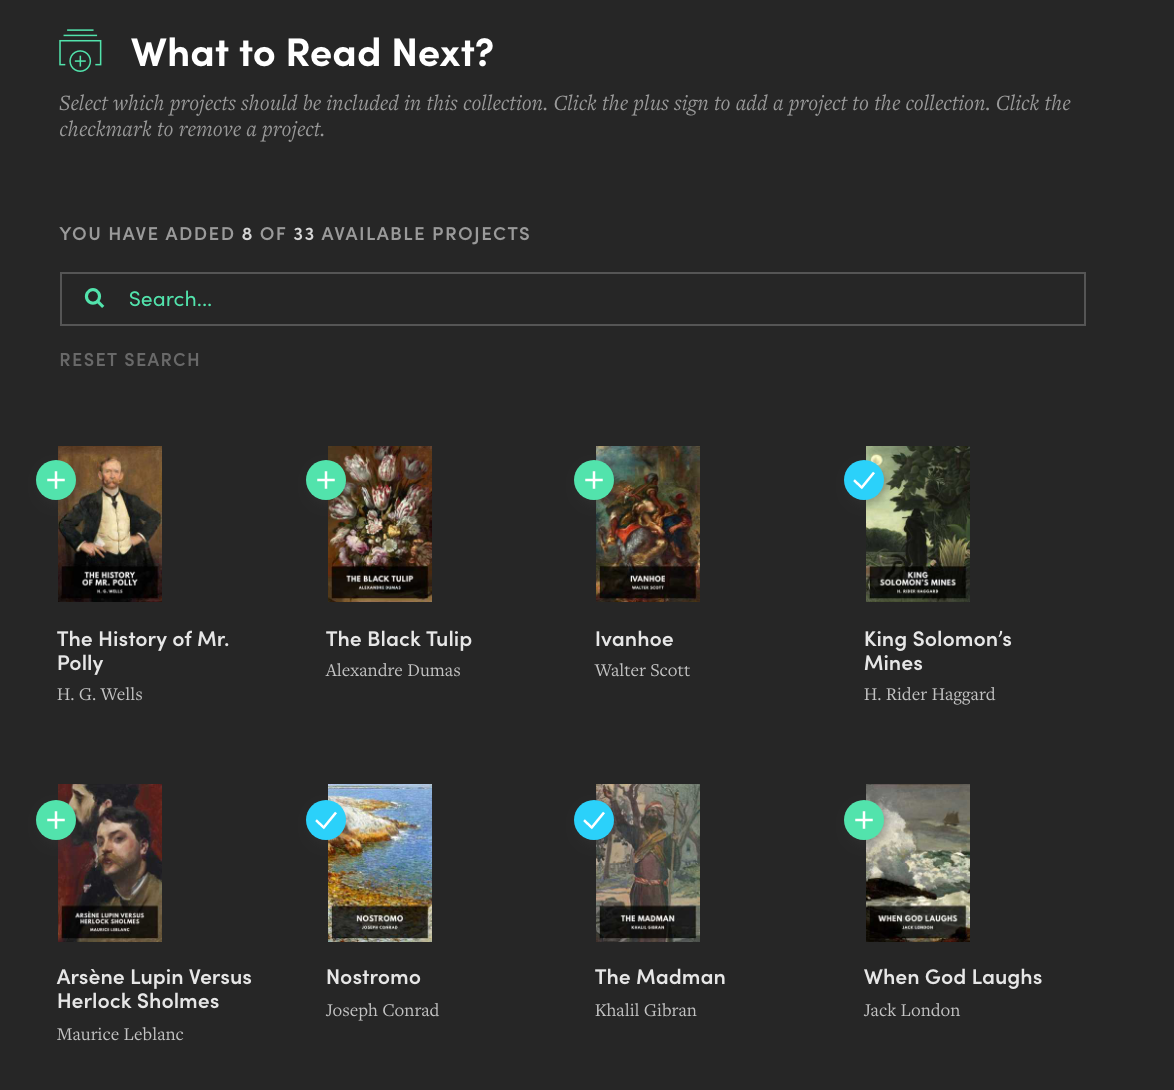 What to Read Next?
Select which projects should be included in this collection. Click the plus sign to add a project to the collection. Click the
checkmark to remove a project.
YOU HAVE ADDED 8 OF 33 AVAILABLE PROJECTS
Search...
RESET SEARCH
THE HISTORY
OF MR. POLLY
H. G. WELLS
THE BLACK TULIP
ALEXANDRE DUMAS
IVANHOE
WALTER SCOTT
KING
SOLOMON'S MINES
H. RIDER HAGGARD
The History of Mr.
Polly
H. G. Wells
The Black Tulip
Alexandre Dumas
Ivanhoe
Walter Scott
King Solomon’s
Mines
H. Rider Haggard
ARSÈNE LUPIN VERSUS
HERLOCK SHOLMES
MAURICE LEBLANC
NOSTROMO
JOSEPH CONRAD
THE MADMAN
KHALIL GIBRAN
WHEN GOD LAUGHS
JACK LONDON
Arsène Lupin Versus
Herlock Sholmes
Maurice Leblanc
Nostromo
Joseph Conrad
The Madman
Khalil Gibran
When God Laughs
Jack London